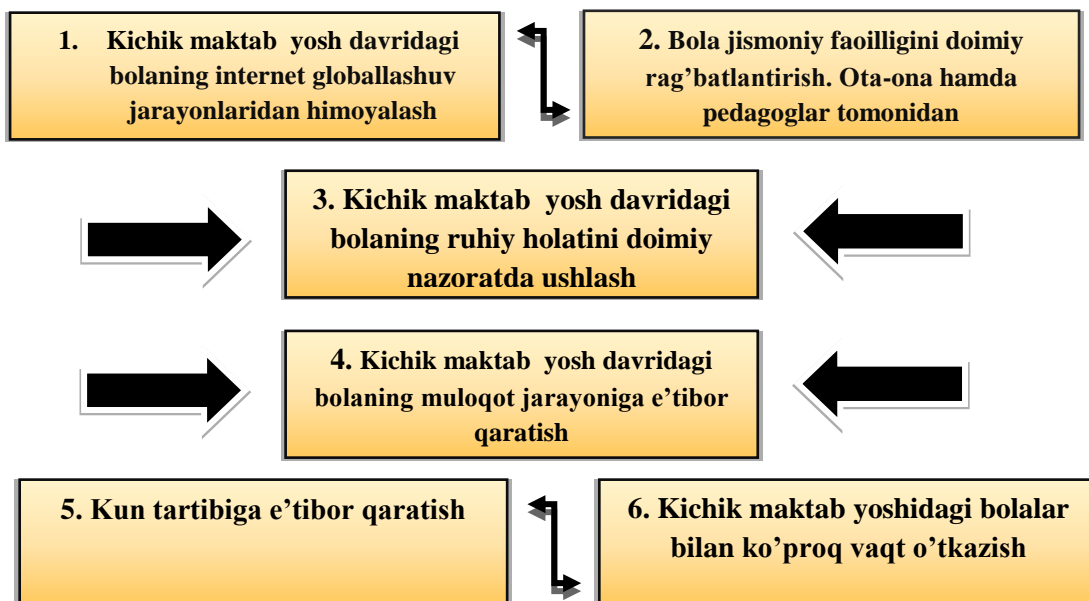 1. Kichik maktab yosh davridagi
bolaning internet globallashuv
jarayonlaridan himoyalash
2. Bola jismoniy faoilligini doimiy
rag’batlantirish. Ota-ona hamda
pedagoglar tomonidan
3. Kichik maktab yosh davridagi
bolaning ruhiy holatini doimiy
nazoratda ushlash
4. Kichik maktab yosh davridagi
bolaning muloqot jarayoniga e’tibor
qaratish
5. Kun tartibiga e’tibor qaratish
6. Kichik maktab yoshidagi bolalar
bilan ko’proq vaqt o’tkazish